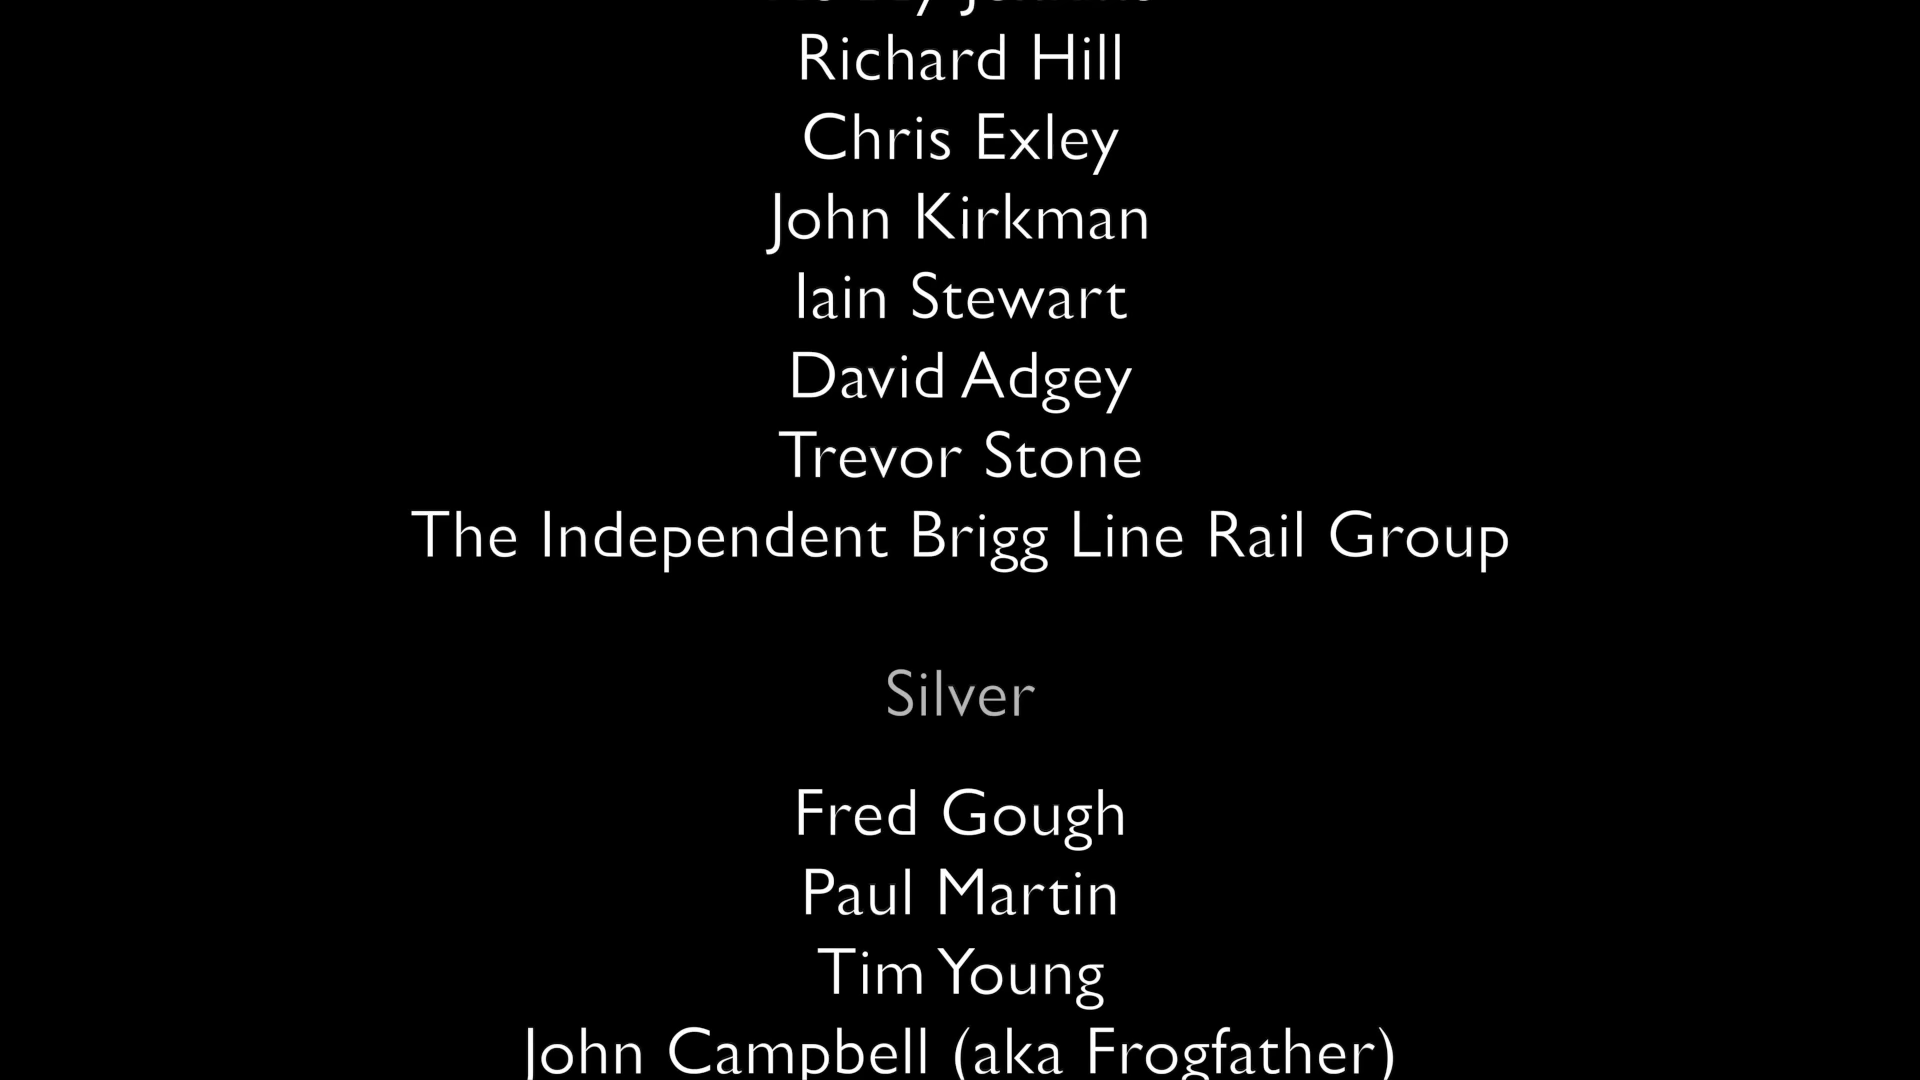 Richard Hill
Chris Exley
John Kirkman
Iain Stewart
David Adgey
Trevor Stone
The Independent Brigg Line Rail Group
Silver
Fred Gough
Paul Martin
Tim Young
John Campbell (aka Frogfather)